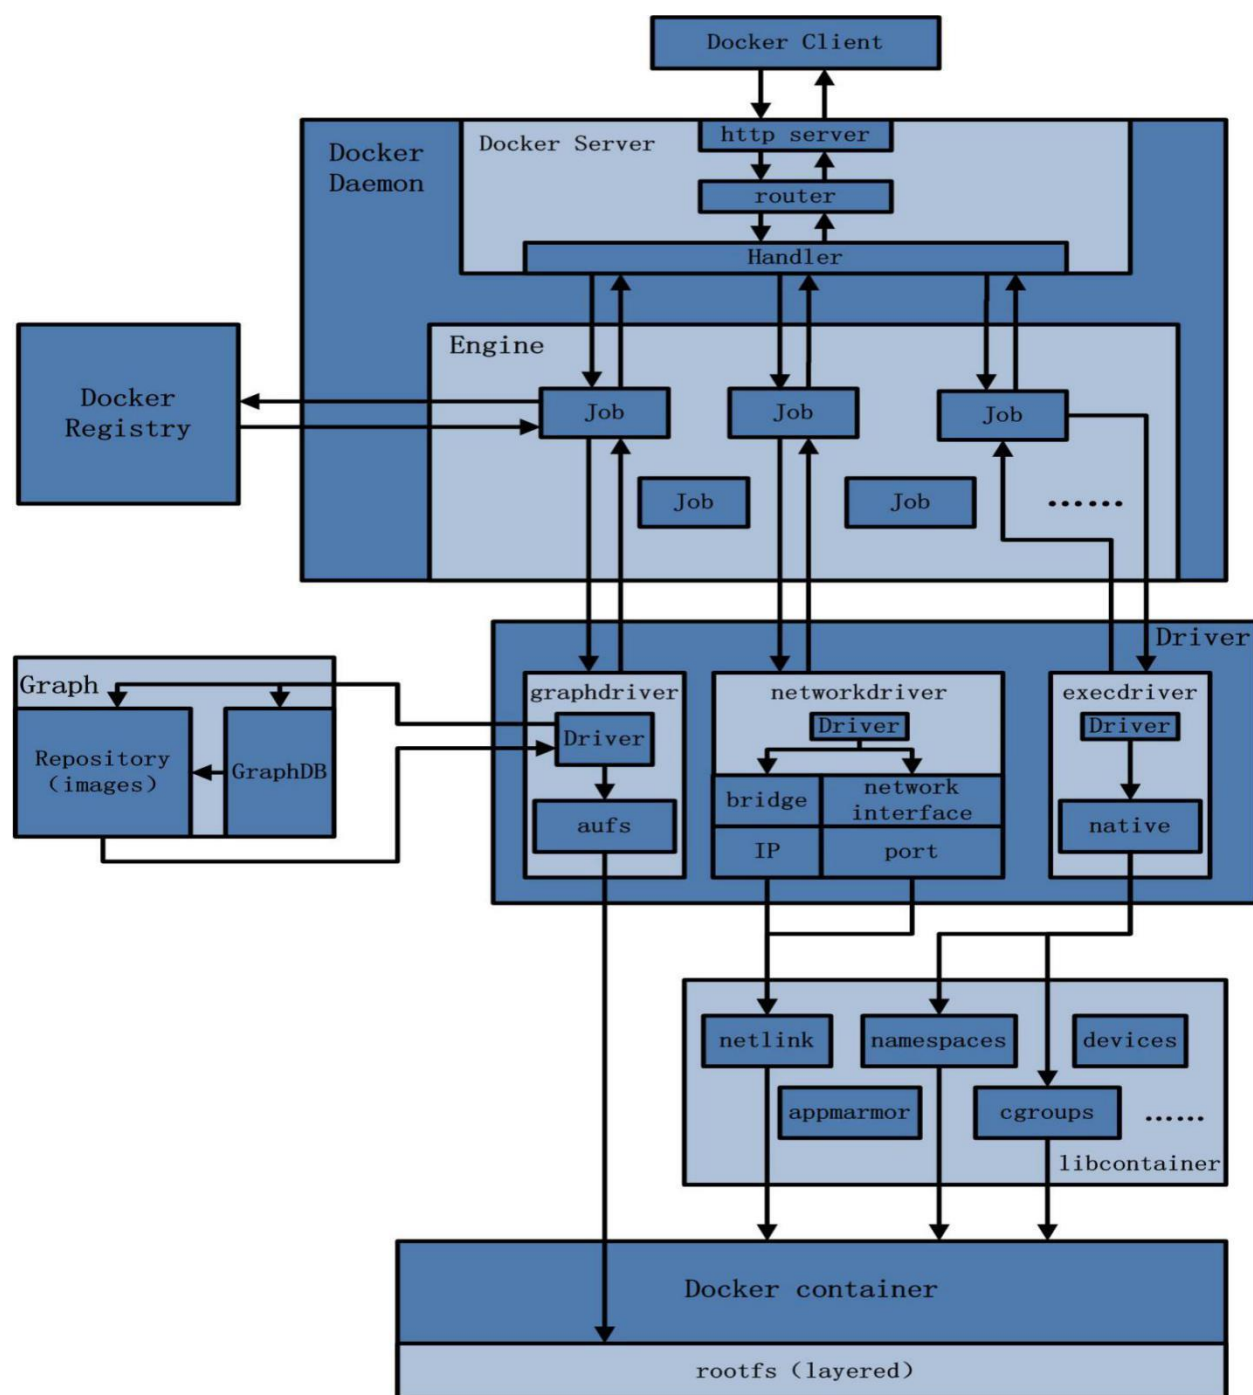 Docker Client
http server
Docker Server
Docker
Daemon
router
Handler
Engine
Docker
Registry
Job
Job
Job
Job
Job
......
Driver
Graph
graphdriver
networkdriver
execdriver
Driver
Driver
Driver
Repository
(images)
GraphDB
bridge
network
interface
aufs
native
IP
port
netlink
namespaces
devices
appmarmor
cgroups
......
libcontainer
Docker container
rootfs (layered)